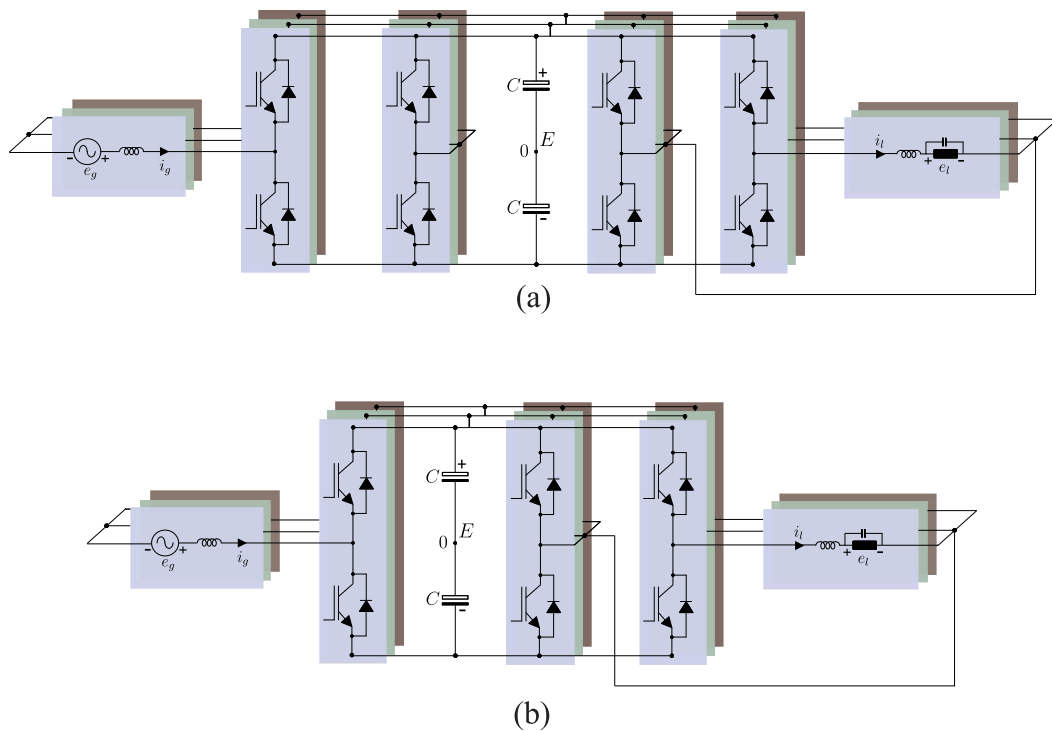 C
+
0
E
C
-
-
+
e_g
i_g
i_l
+
e_l
-
(a)
C
+
0
E
C
-
-
+
e_g
i_g
i_l
+
e_l
-
(b)